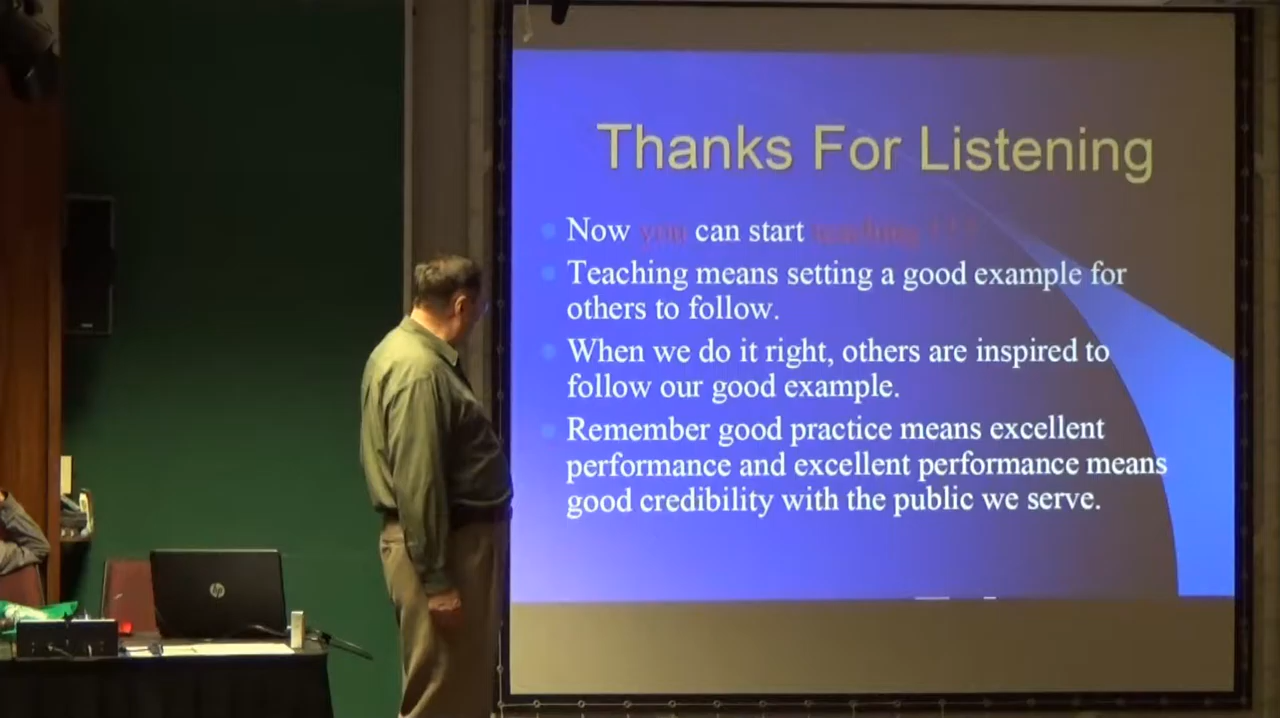 Thanks For Listening
Now you can start teaching !!!
Teaching means setting a good example for
others to follow.
When we do it right, others are inspired to
follow our good example.
Remember good practice means excellent
performance and excellent performance means
good credibility with the public we serve.
hp